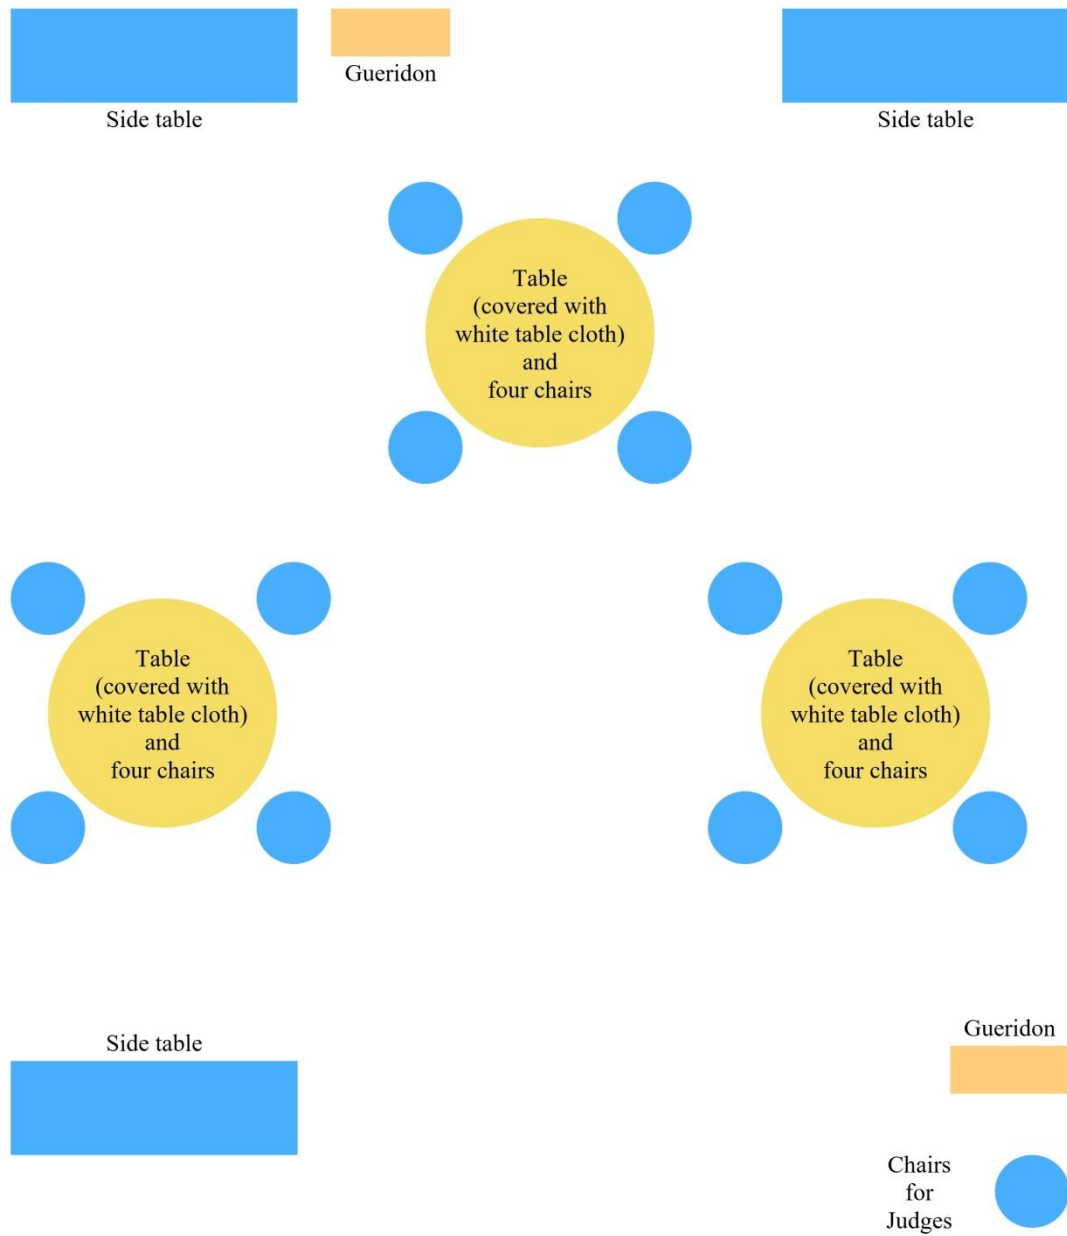 Gueridon
Side table
Side table
Table
(covered with
white table cloth)
and
four chairs
Table
(covered with
white table cloth)
and
four chairs
Table
(covered with
white table cloth)
and
four chairs
Gueridon
Side table
Chairs
for
Judges